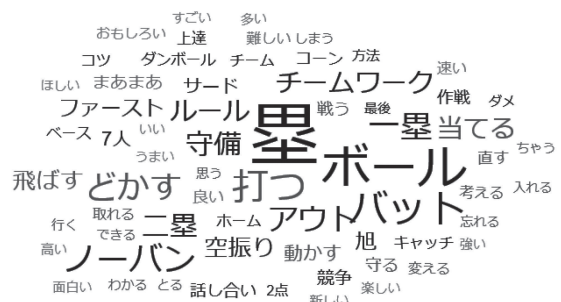 すごい 多い
おもしろい 上達 難しい しまう
コツ ダンボール チーム コーン 方法
ほしい まあまあ サード チームワーク 速い
ファースト ルール 塁 戦う 最後 作戦 ダメ
ベース 7人 いい 守備 一塁 当てる
うまい ボール 直す ちゃう
飛ばす どかす 思う 良い 打つ バット 考える 入れる
行く 取れる できる 二塁 ホーム アウト 忘れる
高い ノーバン 空振り 動かす 旭 キャッチ 強い
面白い わかる とる 話し合い 2点 競争 守る 変える
新しい 楽しい